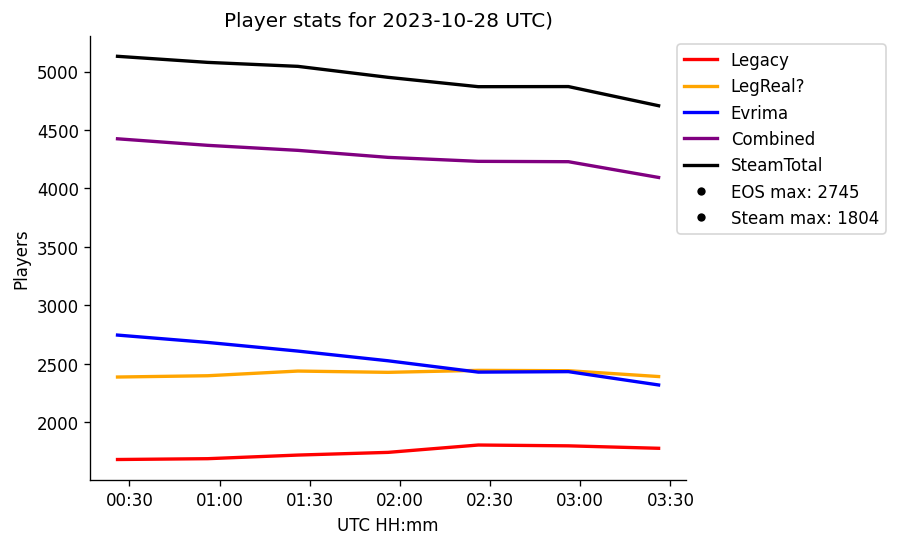 Player stats for 2023-10-28 UTC)
Legacy
LegReal?
Evrima
Combined
SteamTotal
EOS max: 2745
Steam max: 1804
Players
5000
4500
4000
3500
3000
2500
2000
00:30 01:00 01:30 02:00 02:30 03:00 03:30
UTC HH:mm